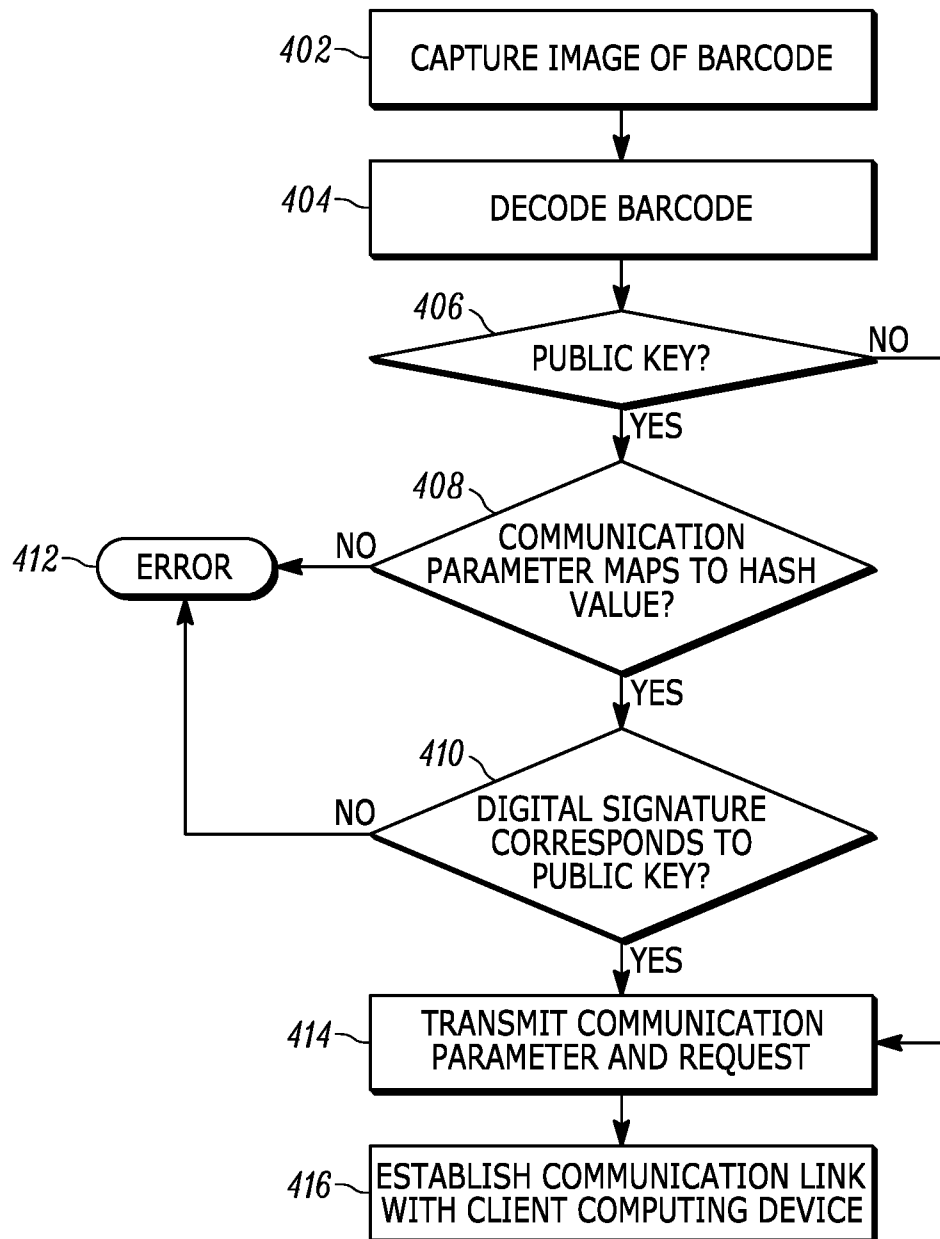 402
CAPTURE IMAGE OF BARCODE
404
DECODE BARCODE
406
PUBLIC KEY?
NO
YES
408
COMMUNICATION
PARAMETER MAPS TO HASH
VALUE?
NO
412
ERROR
YES
410
DIGITAL SIGNATURE
CORRESPONDS TO
PUBLIC KEY?
NO
YES
414
TRANSMIT COMMUNICATION
PARAMETER AND REQUEST
416
ESTABLISH COMMUNICATION LINK
WITH CLIENT COMPUTING DEVICE